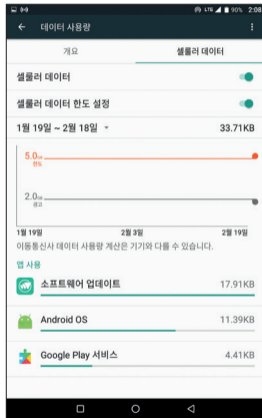 LTE 90% 2:08
데이터 사용량
개요 셀룰러 데이터
셀룰러 데이터
셀룰러 데이터 한도 설정
1월 19일 ~ 2월 18일 33.71KB
5.0GB
한도
2.0GB
경고
1월 19일 2월 3일 2월 19일
이동통신사 데이터 사용량 계산은 기기와 다를 수 있습니다.
앱 사용
소프트웨어 업데이트 17.91KB
Android OS 11.39KB
Google Play 서비스 4.41KB